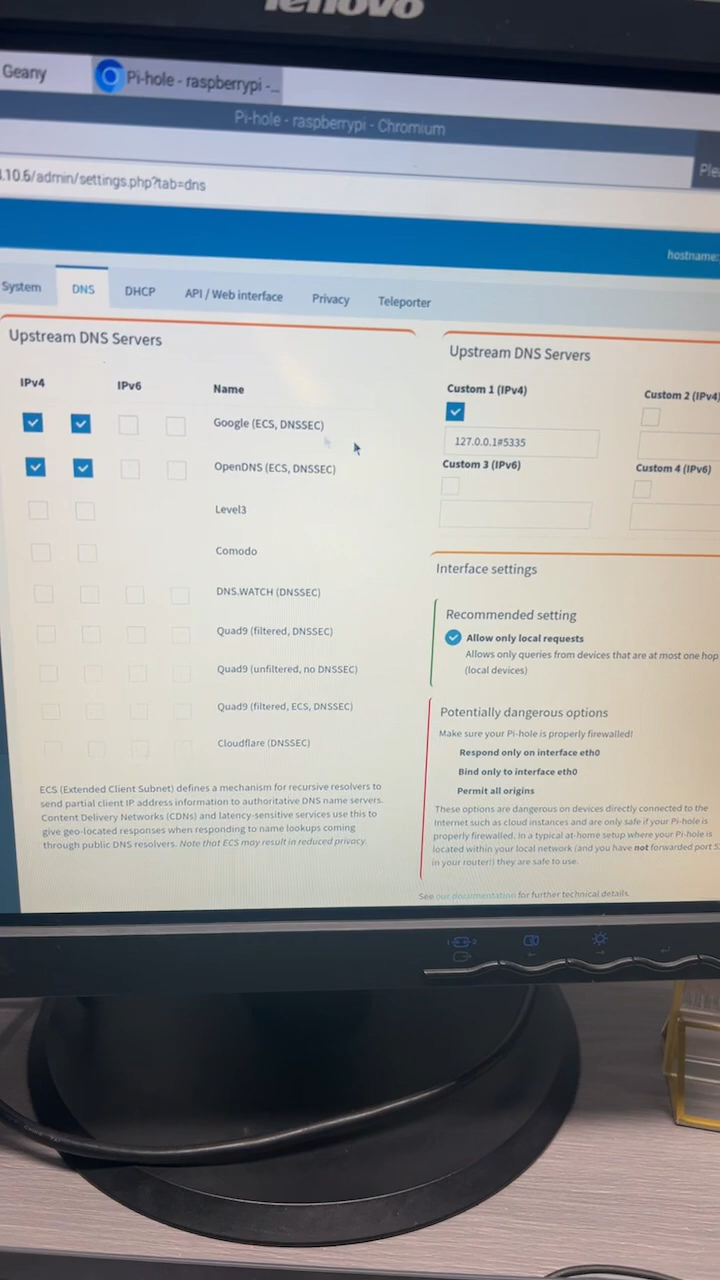 lenovo
Geany
Pi-hole - raspberrypi -...
Pi-hole - raspberrypi - Chromium
.10.6/admin/settings.php?tab=dns
hostname:
System DNS DHCP API / Web interface Privacy Teleporter
Upstream DNS Servers
IPv4 IPv6 Name
Google (ECS, DNSSEC)
OpenDNS (ECS, DNSSEC)
Level3
Comodo
DNS.WATCH (DNSSEC)
Quad9 (filtered, DNSSEC)
Quad9 (unfiltered, no DNSSEC)
Quad9 (filtered, ECS, DNSSEC)
Cloudflare (DNSSEC)
ECS (Extended Client Subnet) defines a mechanism for recursive resolvers to
send partial client IP address information to authoritative DNS name servers.
Content Delivery Networks (CDNs) and latency-sensitive services use this to
give geo-located responses when responding to name lookups coming
through public DNS resolvers. Note that ECS may result in reduced privacy.
Upstream DNS Servers
Custom 1 (IPv4) Custom 2 (IPv4)
127.0.0.1#5335
Custom 3 (IPv6) Custom 4 (IPv6)
Interface settings
Recommended setting
Allow only local requests
Allows only queries from devices that are at most one hop
(local devices)
Potentially dangerous options
Make sure your Pi-hole is properly firewalled!
Respond only on interface eth0
Bind only to interface eth0
Permit all origins
These options are dangerous on devices directly connected to the
Internet such as cloud instances and are only safe if your Pi-hole is
properly firewalled. In a typical at-home setup where your Pi-hole is
located within your local network (and you have not forwarded port 5
in your router!) they are safe to use.
See our documentation for further technical details.